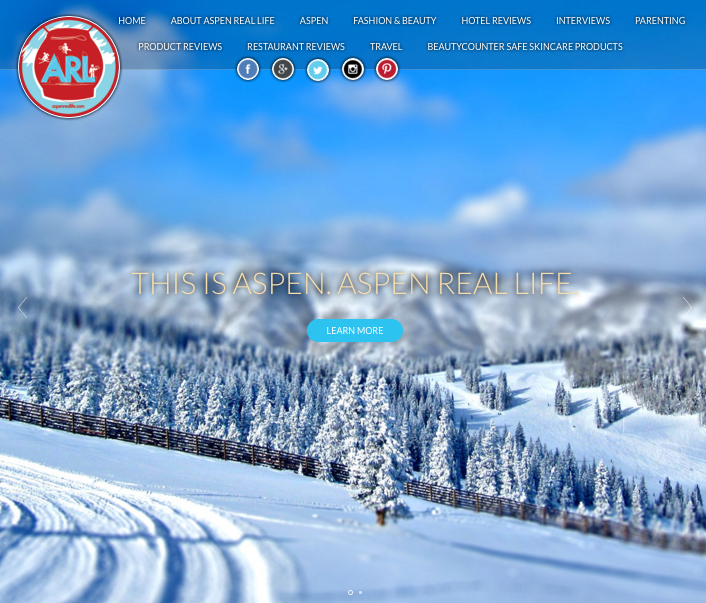 HOME ABOUT ASPEN REAL LIFE ASPEN FASHION & BEAUTY HOTEL REVIEWS INTERVIEWS PARENTING
PRODUCT REVIEWS RESTAURANT REVIEWS TRAVEL BEAUTYCOUNTER SAFE SKINCARE PRODUCTS
ARL
aspenreallife.com
THIS IS ASPEN. ASPEN REAL LIFE.
LEARN MORE